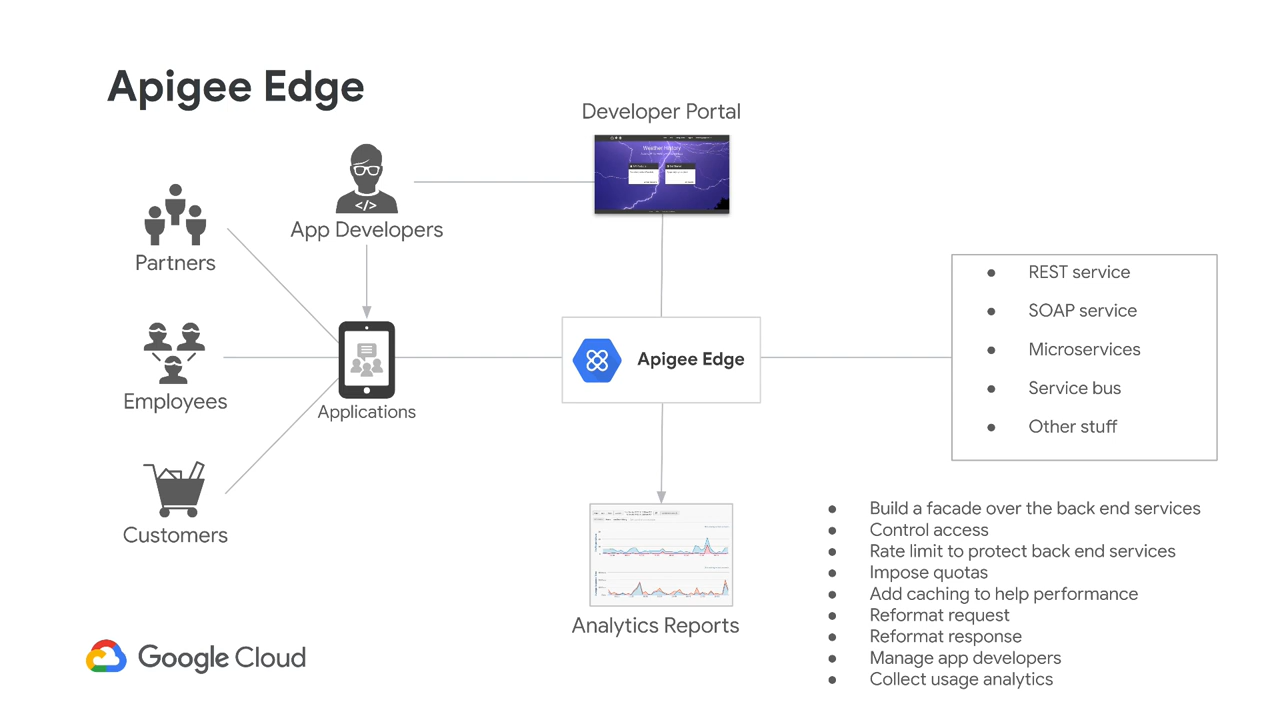 Apigee Edge
Developer Portal
Weather History
</>
App Developers
Partners
REST service
SOAP service
Microservices
Service bus
Other stuff
Apigee Edge
Employees
Applications
Customers
Build a facade over the back end services
Control access
Rate limit to protect back end services
Impose quotas
Add caching to help performance
Reformat request
Reformat response
Manage app developers
Collect usage analytics
Analytics Reports
Google Cloud